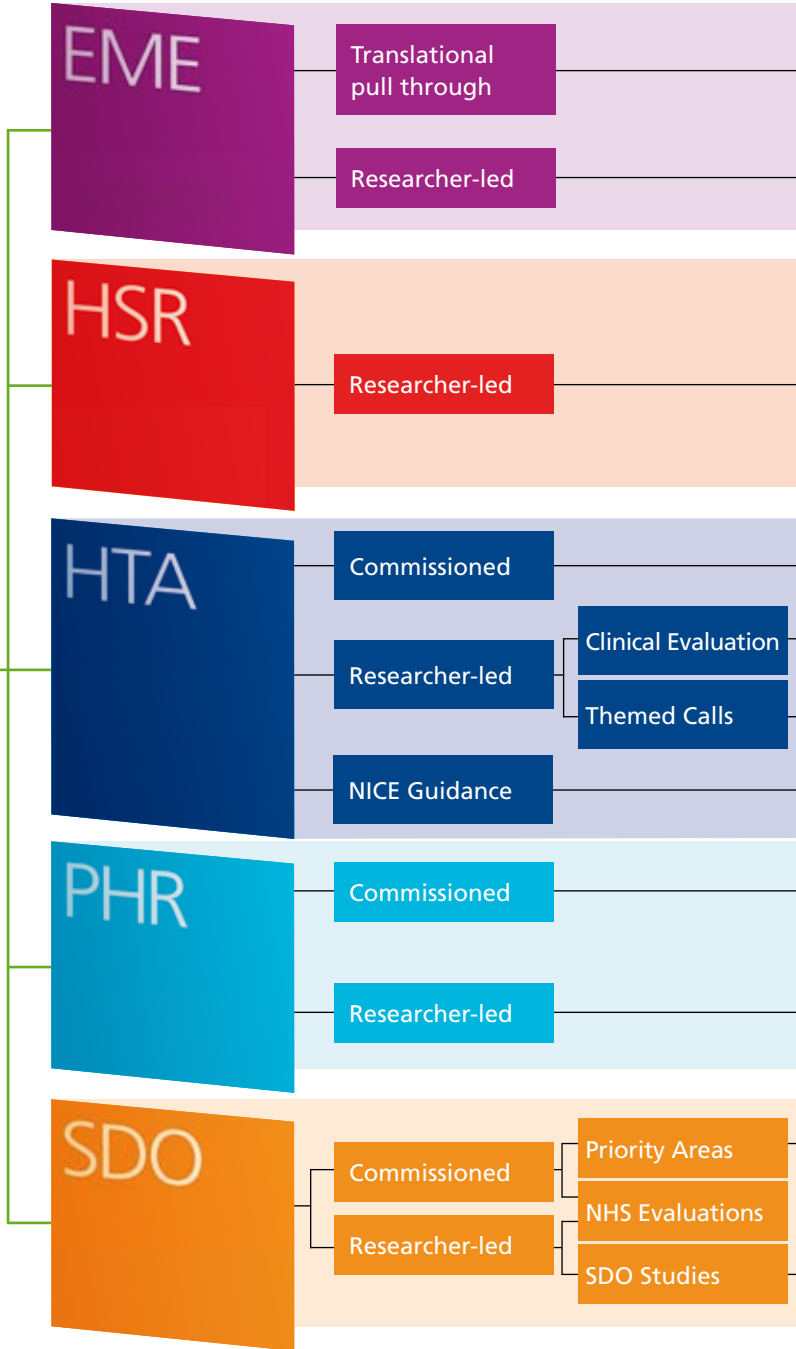 EME
Translational
pull through
Researcher-led
HSR
Researcher-led
HTA
Commissioned
Researcher-led
Clinical Evaluation
Themed Calls
NICE Guidance
PHR
Commissioned
Researcher-led
SDO
Commissioned
Researcher-led
Priority Areas
NHS Evaluations
SDO Studies